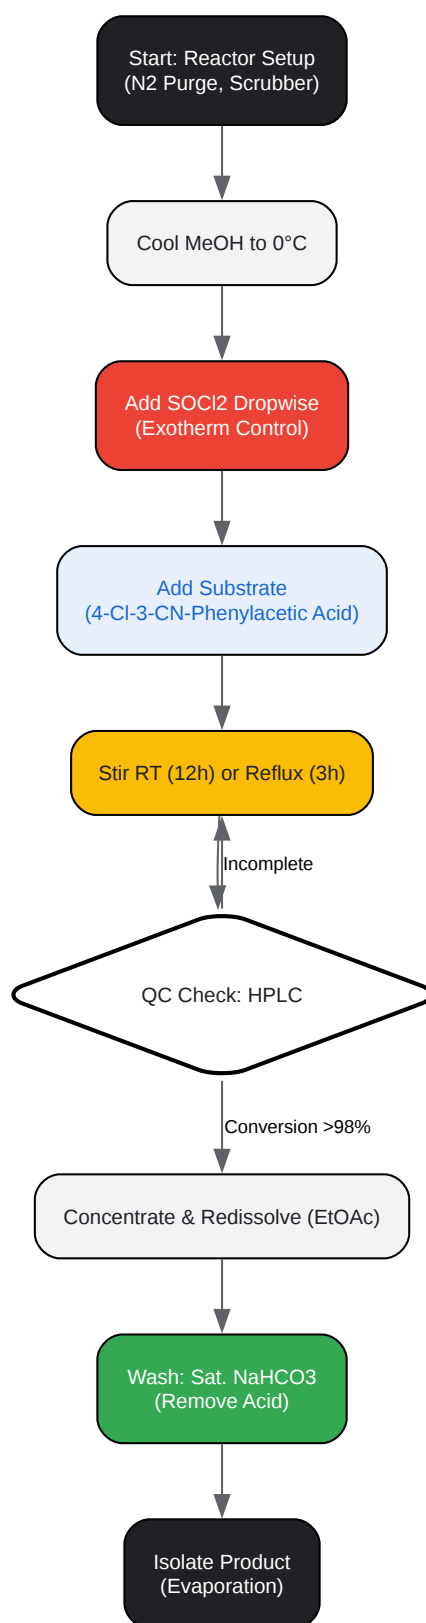 Start: Reactor Setup
(N2 Purge, Scrubber)
Cool MeOH to 0°C
Add SOCl2 Dropwise
(Exotherm Control)
Add Substrate
(4-Cl-3-CN-Phenylacetic Acid)
Stir RT (12h) or Reflux (3h)
Incomplete
QC Check: HPLC
Conversion >98%
Concentrate & Redissolve (EtOAc)
Wash: Sat. NaHCO3
(Remove Acid)
Isolate Product
(Evaporation)